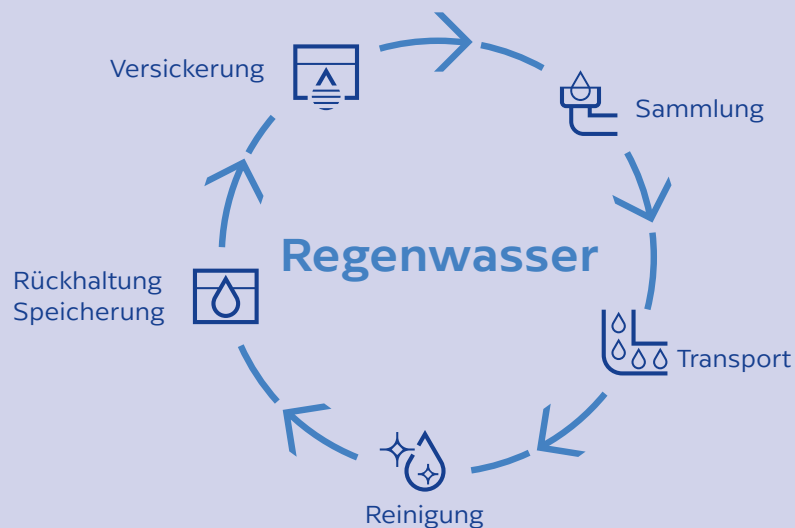 Versickerung
Sammlung
Regenwasser
Rückhaltung
Speicherung
Transport
Reinigung